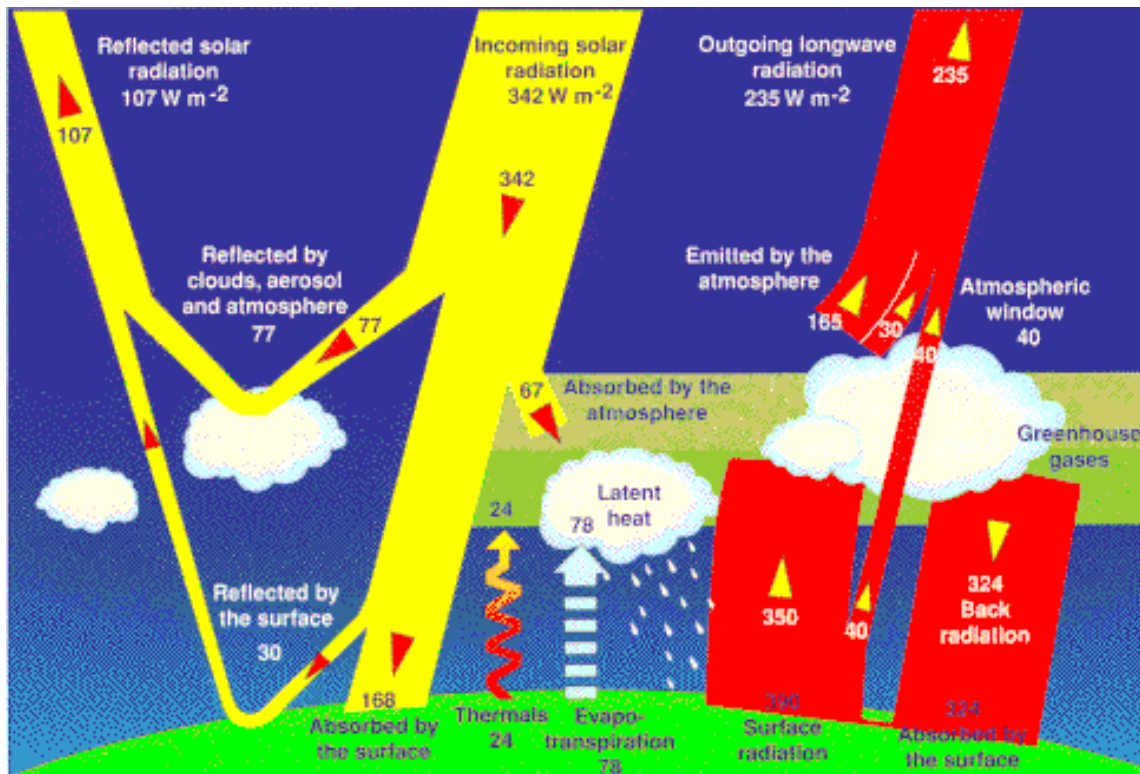 Reflected solar
radiation
107 W m-2
107
Incoming solar
radiation
342 W m-2
342
Outgoing longwave
radiation
235 W m-2
235
Reflected by
clouds, aerosol
and atmosphere
77
77
Emitted by the
atmosphere
165
30
40
Atmospheric
window
40
67
Absorbed by the
atmosphere
Greenhouse
gases
Latent
heat
24
78
Reflected by
the surface
30
350
40
324
Back
radiation
168
Absorbed by
the surface
Thermals
24
Evapo-
transpiration
78
390
Surface
radiation
324
Absorbed by
the surface